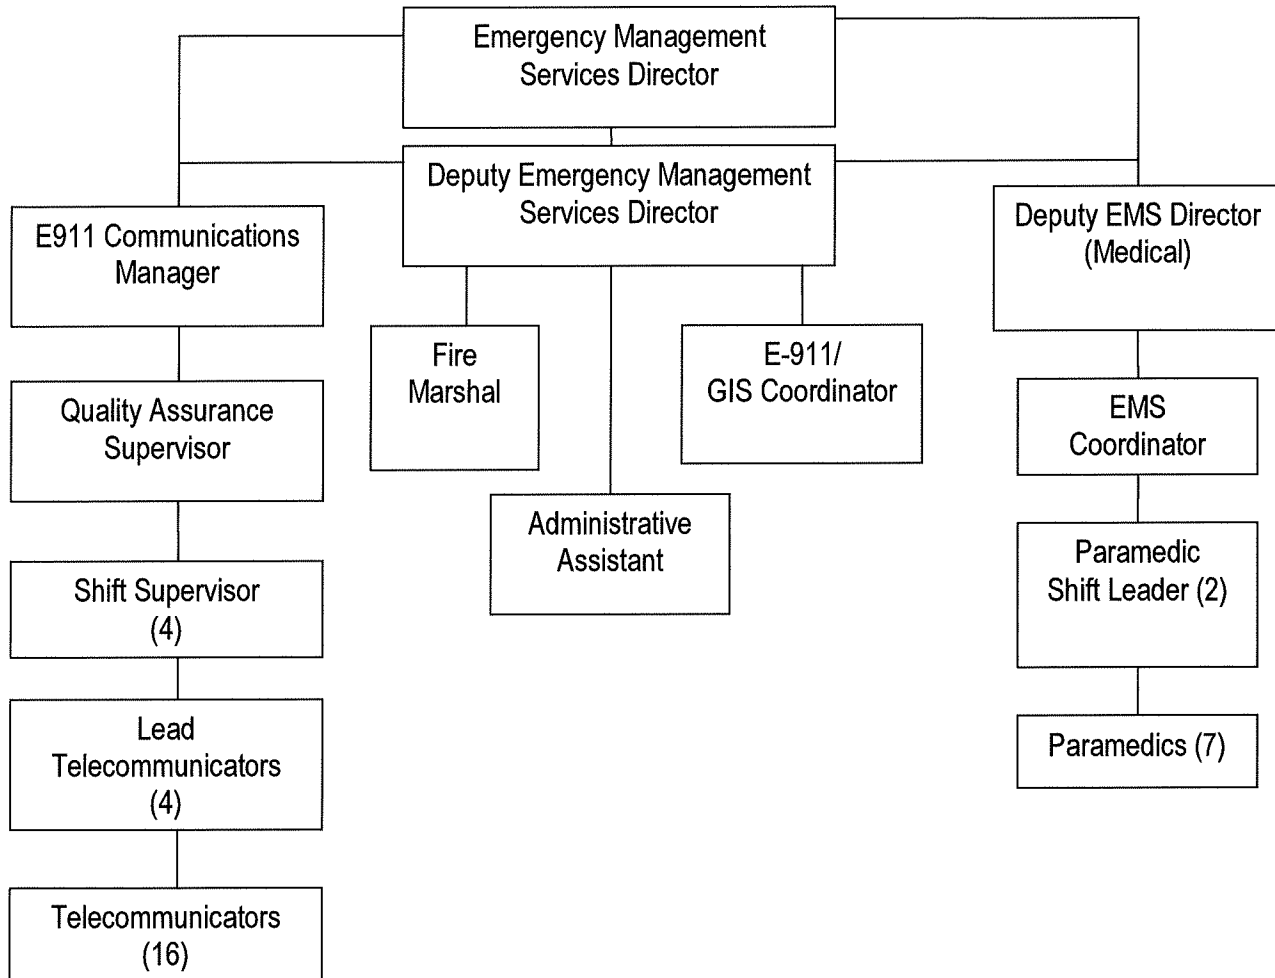 Emergency Management
Services Director
Deputy Emergency Management
Services Director
E911 Communications
Manager
Deputy EMS Director
(Medical)
Fire
Marshal
E-911/
GIS Coordinator
Quality Assurance
Supervisor
EMS
Coordinator
Administrative
Assistant
Paramedic
Shift Leader (2)
Shift Supervisor
(4)
Lead
Telecommunicators
(4)
Paramedics (7)
Telecommunicators
(16)